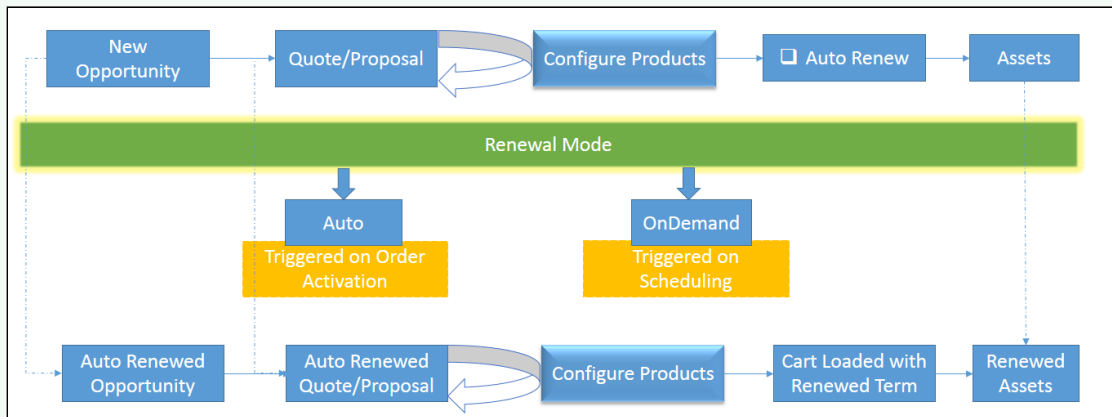 New
Opportunity
Quote/Proposal
Configure Products
❑ Auto Renew
Assets
Renewal Mode
Auto
Triggered on Order
Activation
OnDemand
Triggered on
Scheduling
Auto Renewed
Opportunity
Auto Renewed
Quote/Proposal
Configure Products
Cart Loaded with
Renewed Term
Renewed
Assets